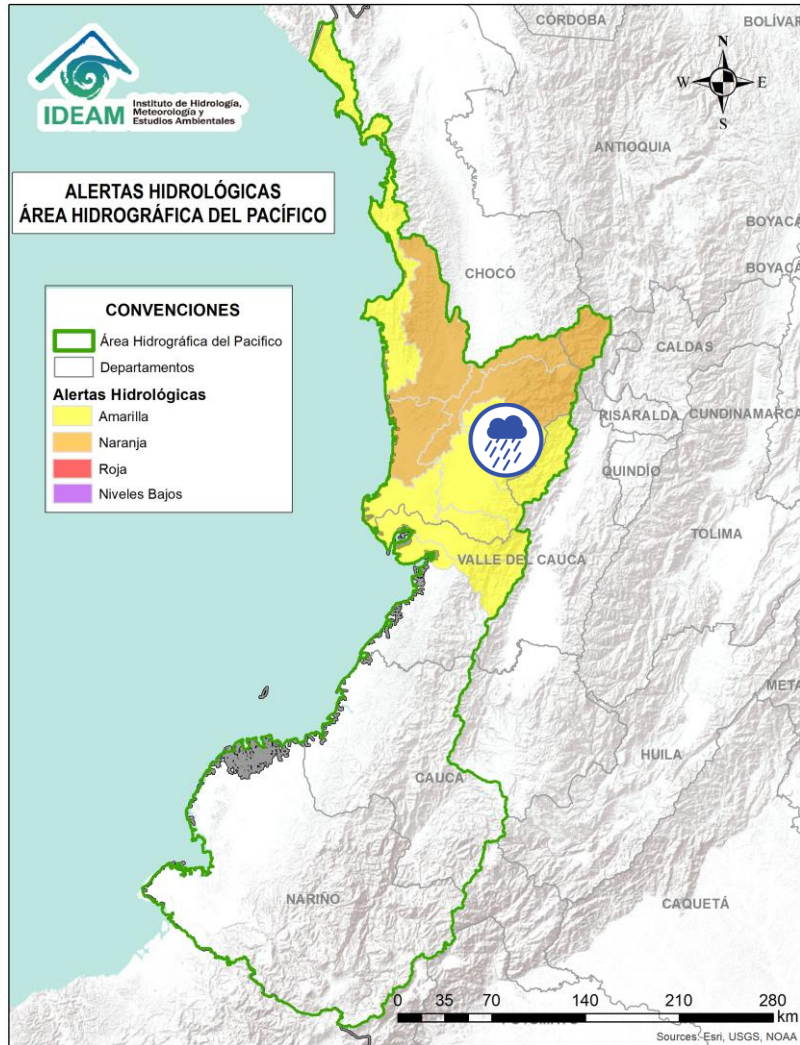 IDEAM
Instituto de Hidrología,
Meteorología y
Estudios Ambientales
CÓRDOBA
BOLÍVAR
N
W
E
S
ANTIOQUIA
ALERTAS HIDROLÓGICAS
ÁREA HIDROGRÁFICA DEL PACÍFICO
BOYACÁ
BOYACÁ
CHOCÓ
CONVENCIONES
Área Hidrográfica del Pacifico
Departamentos
Alertas Hidrológicas
Amarilla
Naranja
Roja
Niveles Bajos
CALDAS
RISARALDA
CUNDINAMARCA
QUINDÍO
TOLIMA
VALLE DEL CAUCA
META
HUILA
CAUCA
NARIÑO
CAQUETÁ
0 35 70 140 210 280
km
Sources: Esri, USGS, NOAA